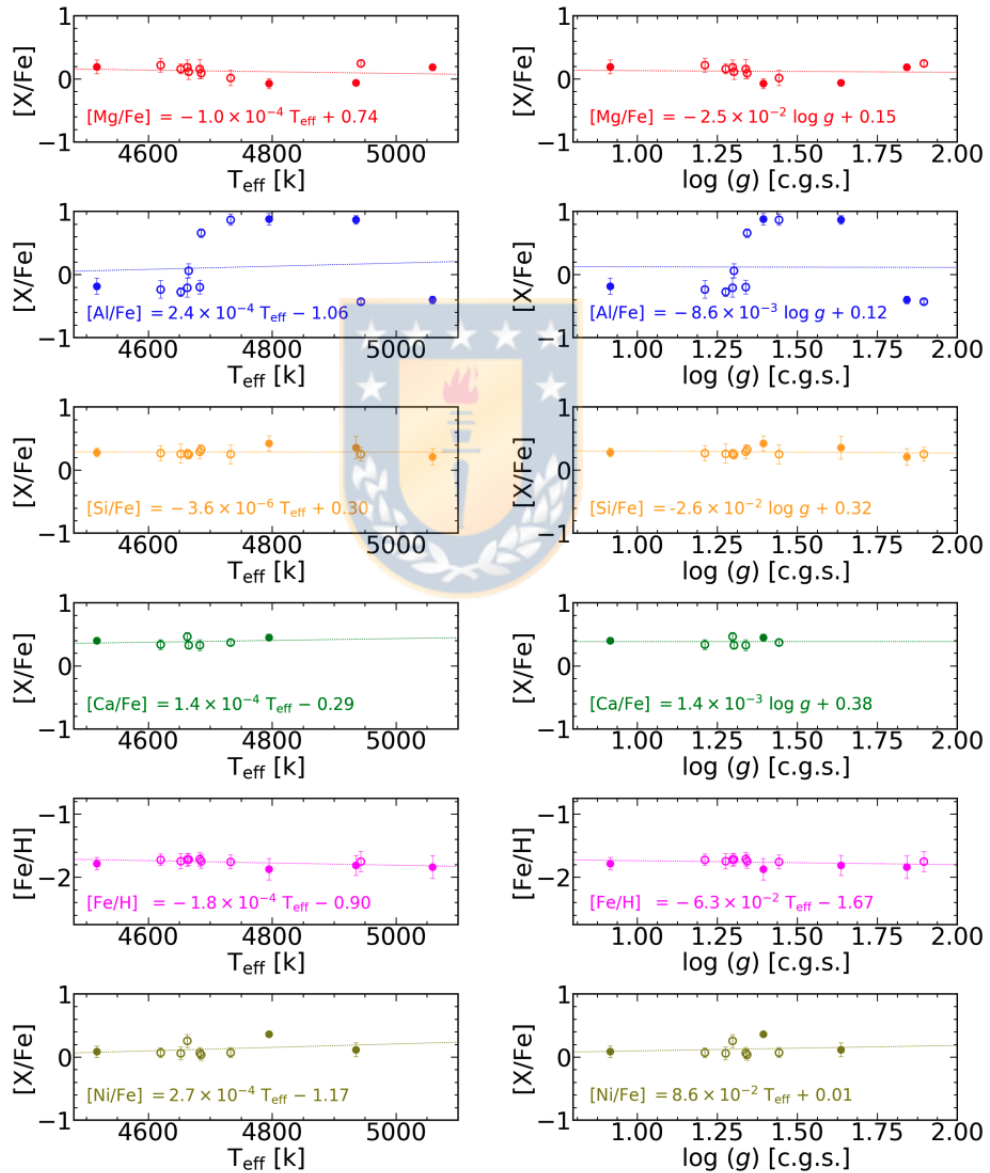 1
0
−1
[X/Fe]
[Mg/Fe] = − 1.0 × 10⁻⁴ T_eff + 0.74
4600 4800 5000
T_eff [k]
1
0
−1
[X/Fe]
[Mg/Fe] = − 2.5 × 10⁻² log g + 0.15
1.00 1.25 1.50 1.75 2.00
log (g) [c.g.s.]
1
0
−1
[X/Fe]
[Al/Fe] = 2.4 × 10⁻⁴ T_eff − 1.06
4600 4800 5000
T_eff [k]
1
0
−1
[X/Fe]
[Al/Fe] = − 8.6 × 10⁻³ log g + 0.12
1.00 1.25 1.50 1.75 2.00
log (g) [c.g.s.]
1
0
−1
[X/Fe]
[Si/Fe] = − 3.6 × 10⁻⁶ T_eff + 0.30
4600 4800 5000
T_eff [k]
1
0
−1
[X/Fe]
[Si/Fe] =-2.6 × 10⁻² log g + 0.32
1.00 1.25 1.50 1.75 2.00
log (g) [c.g.s.]
1
0
−1
[X/Fe]
[Ca/Fe] = 1.4 × 10⁻⁴ T_eff − 0.29
4600 4800 5000
T_eff [k]
1
0
−1
[X/Fe]
[Ca/Fe] = 1.4 × 10⁻³ log g + 0.38
1.00 1.25 1.50 1.75 2.00
log (g) [c.g.s.]
−1
−2
[Fe/H]
[Fe/H] = − 1.8 × 10⁻⁴ T_eff − 0.90
4600 4800 5000
T_eff [k]
−1
−2
[Fe/H]
[Fe/H] = − 6.3 × 10⁻² T_eff − 1.67
1.00 1.25 1.50 1.75 2.00
log (g) [c.g.s.]
1
0
−1
[X/Fe]
[Ni/Fe] = 2.7 × 10⁻⁴ T_eff − 1.17
4600 4800 5000
T_eff [k]
1
0
−1
[X/Fe]
[Ni/Fe] = 8.6 × 10⁻² T_eff + 0.01
1.00 1.25 1.50 1.75 2.00
log (g) [c.g.s.]